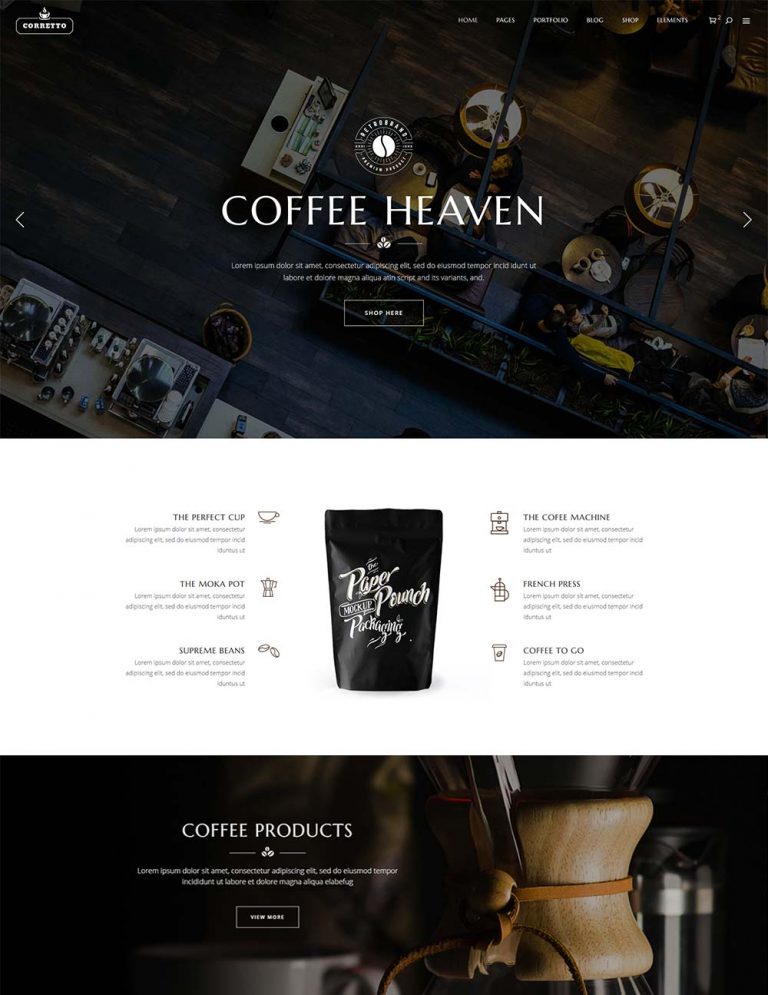 CORRETTO
HOME PAGES PORTFOLIO BLOG SHOP ELEMENTS 2
RETROBRAND
PREMIUM PRODUCT
COFFEE HEAVEN
Lorem ipsum dolor sit amet, consectetur adipiscing elit, sed do eiusmod tempor incid idunt ut
labore et dolore magna aliqua atin script and its variants, and.
SHOP HERE
THE PERFECT CUP
Lorem ipsum dolor sit amet, consectetur
adipiscing elit, sed do eiusmod tempor incid
iduntus ut
THE MOKA POT
Lorem ipsum dolor sit amet, consectetur
adipiscing elit, sed do eiusmod tempor incid
iduntus ut
SUPREME BEANS
Lorem ipsum dolor sit amet, consectetur
adipiscing elit, sed do eiusmod tempor incid
iduntus ut
The
Paper
MOCKUP Pounch
Packaging
THE COFEE MACHINE
Lorem ipsum dolor sit amet, consectetur
adipiscing elit, sed do eiusmod tempor incid
iduntus ut
FRENCH PRESS
Lorem ipsum dolor sit amet, consectetur
adipiscing elit, sed do eiusmod tempor incid
iduntus ut
COFFEE TO GO
Lorem ipsum dolor sit amet, consectetur
adipiscing elit, sed do eiusmod tempor incid
iduntus ut
COFFEE PRODUCTS
Lorem ipsum dolor sit amet, consectetur adipiscing elit, sed do eiusmod tempor
incididunt ut labore et dolore magna aliqua elabefug
VIEW MORE